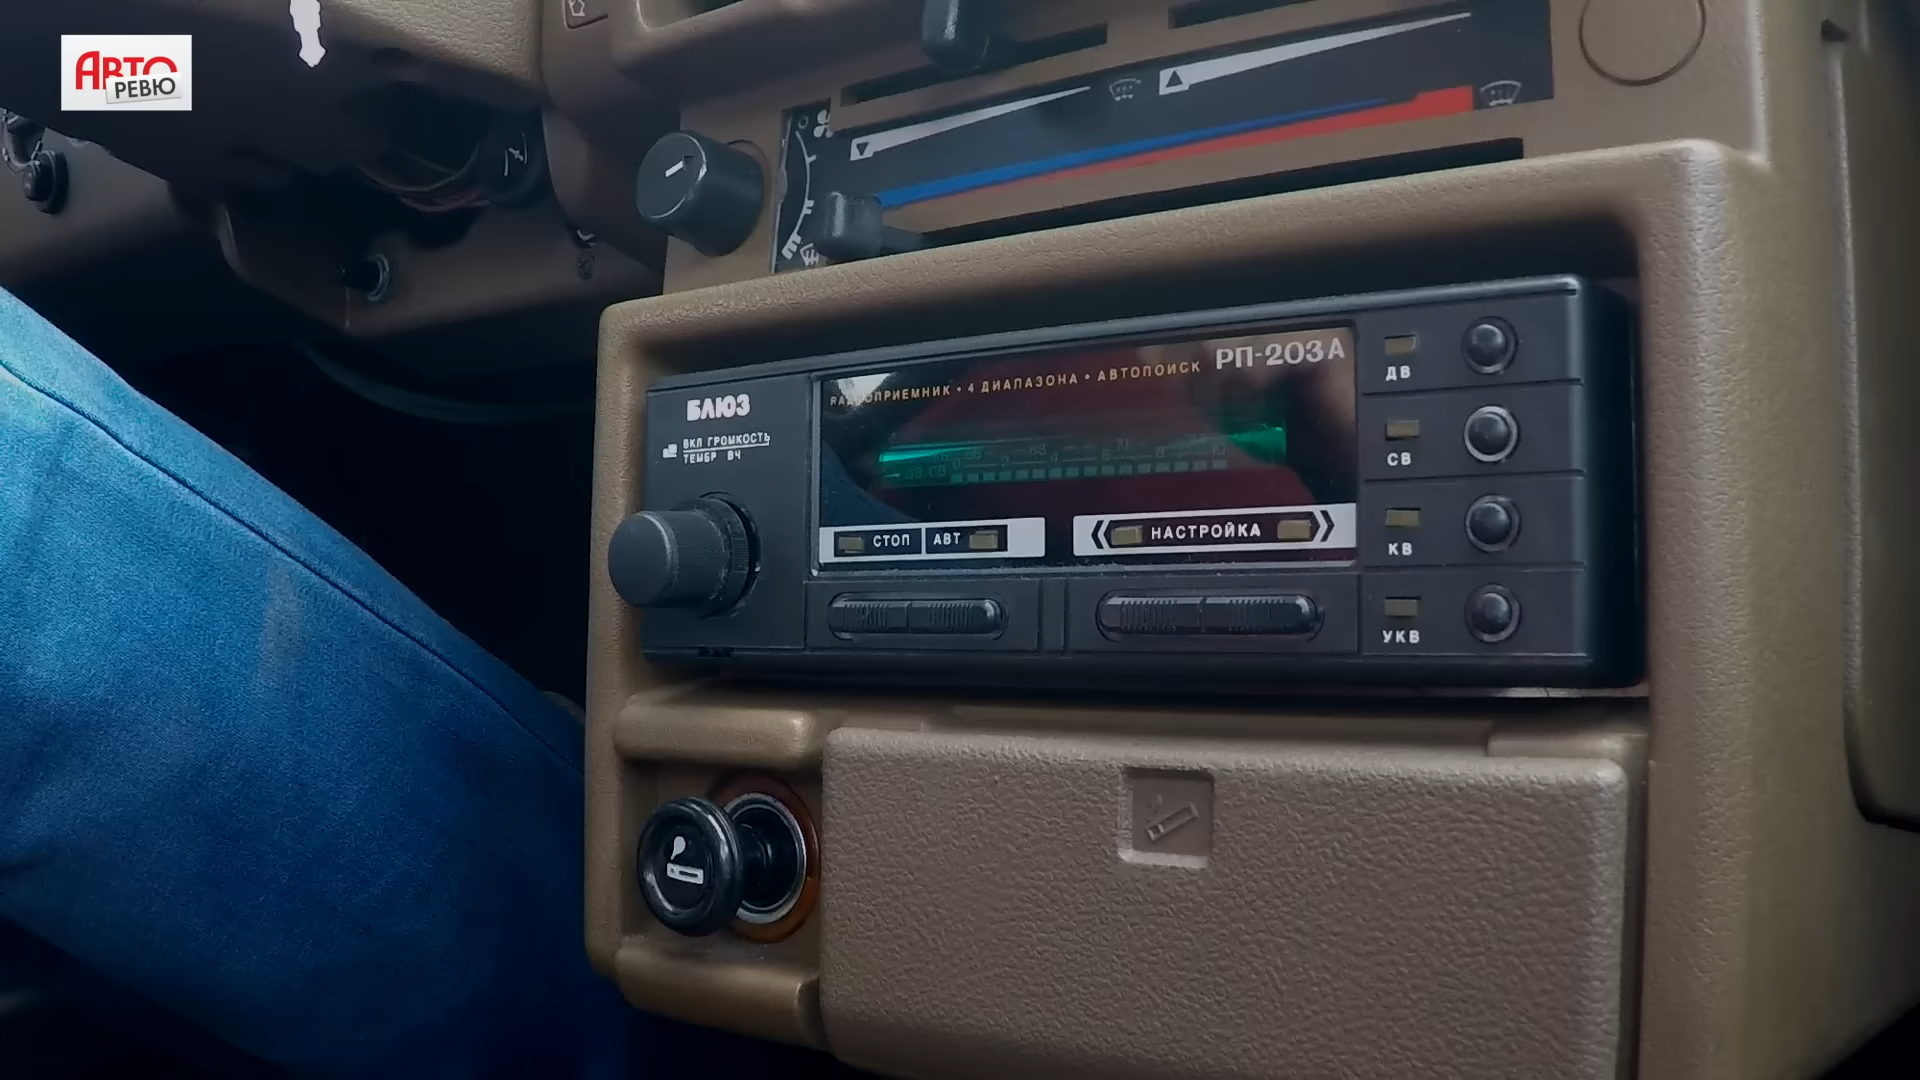 АВТО
РЕВЮ
РАДИОПРИЕМНИК • 4 ДИАПАЗОНА • АВТОПОИСК
РП-203А
БЛЮЗ
ВКЛ ГРОМКОСТЬ
ТЕМБР ВЧ
ДВ
СВ
КВ
УКВ
СТОП
АВТ
НАСТРОЙКА